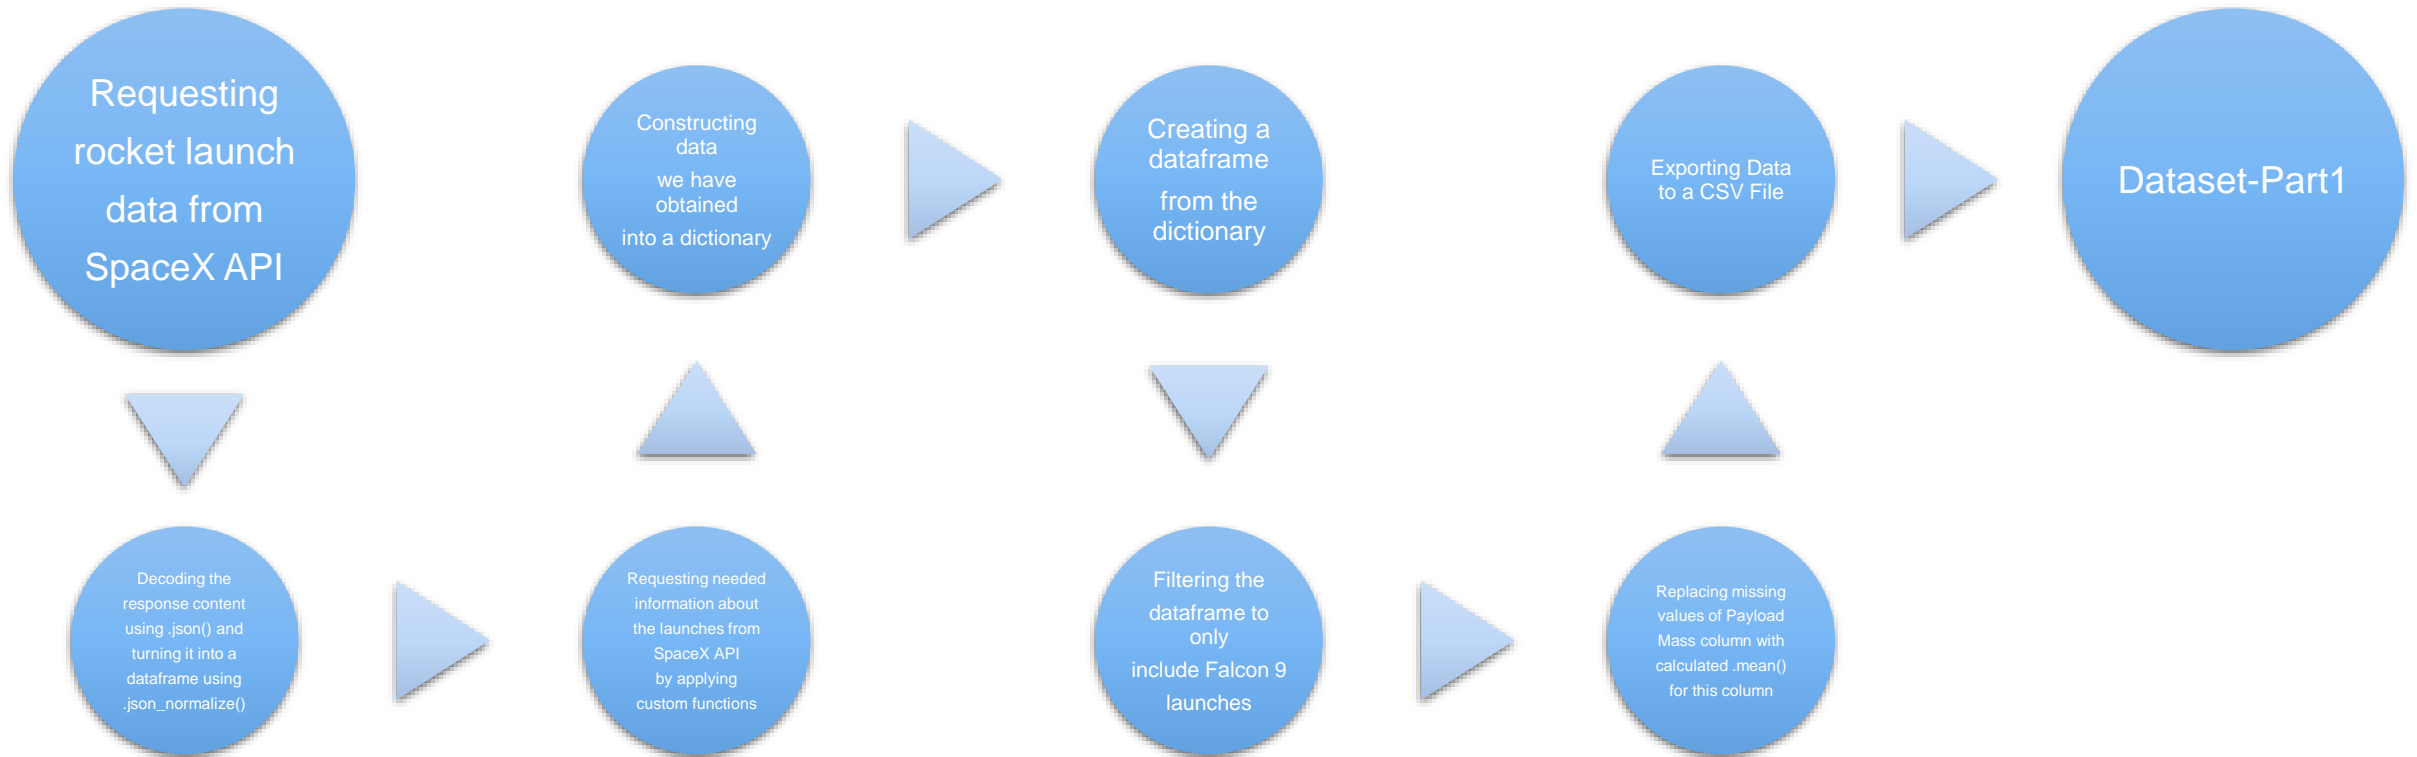 Requesting
rocket launch
data from
SpaceX API
Decoding the
response content
using .json() and
turning it into a
dataframe using
.json_normalize()
Requesting needed
information about
the launches from
SpaceX API
by applying
custom functions
Constructing
data
we have
obtained
into a dictionary
Creating a
dataframe
from the
dictionary
Filtering the
dataframe to
only
include Falcon 9
launches
Replacing missing
values of Payload
Mass column with
calculated .mean()
for this column
Exporting Data
to a CSV File
Dataset-Part1